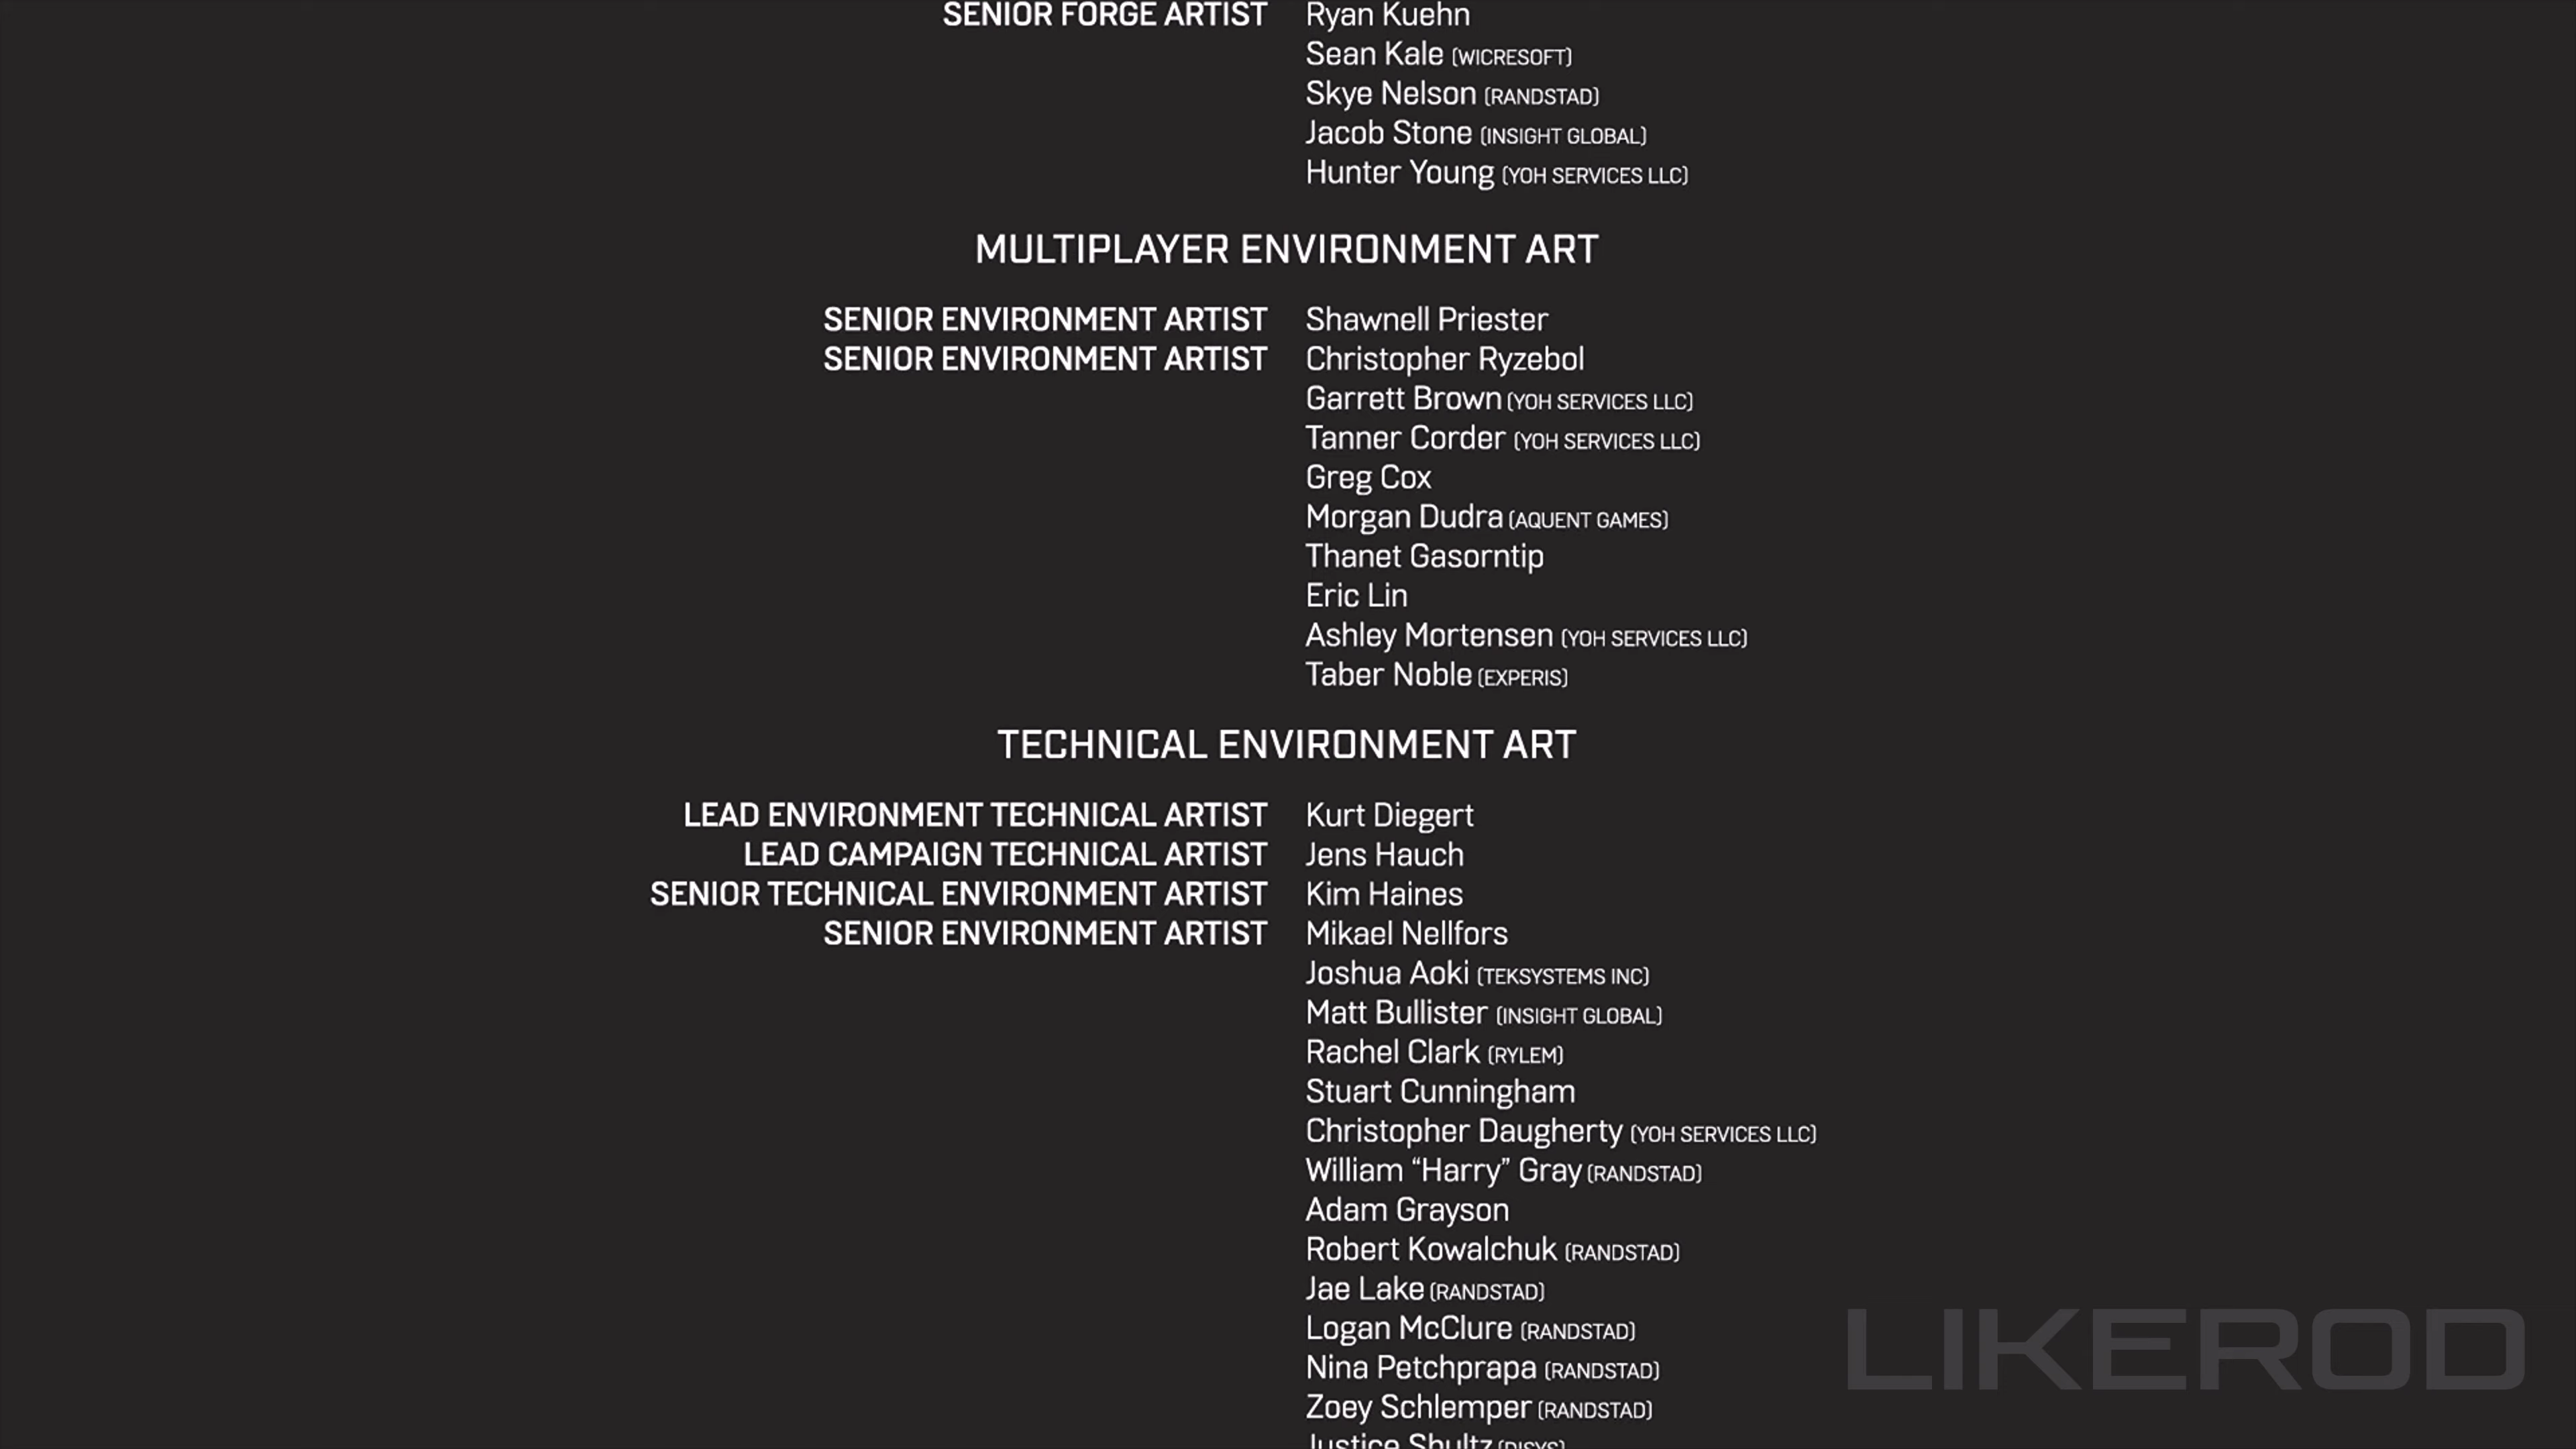 SENIOR FORGE ARTIST Ryan Kuehn
Sean Kale (WICRESOFT)
Skye Nelson (RANDSTAD)
Jacob Stone (INSIGHT GLOBAL)
Hunter Young (YOH SERVICES LLC)
MULTIPLAYER ENVIRONMENT ART
SENIOR ENVIRONMENT ARTIST Shawnell Priester
SENIOR ENVIRONMENT ARTIST Christopher Ryzebol
Garrett Brown (YOH SERVICES LLC)
Tanner Corder (YOH SERVICES LLC)
Greg Cox
Morgan Dudra (AQUENT GAMES)
Thanet Gasorntip
Eric Lin
Ashley Mortensen (YOH SERVICES LLC)
Taber Noble (EXPERIS)
TECHNICAL ENVIRONMENT ART
LEAD ENVIRONMENT TECHNICAL ARTIST Kurt Diegert
LEAD CAMPAIGN TECHNICAL ARTIST Jens Hauch
SENIOR TECHNICAL ENVIRONMENT ARTIST Kim Haines
SENIOR ENVIRONMENT ARTIST Mikael Nellfors
Joshua Aoki (TEKSYSTEMS INC)
Matt Bullister (INSIGHT GLOBAL)
Rachel Clark (RYLEM)
Stuart Cunningham
Christopher Daugherty (YOH SERVICES LLC)
William “Harry” Gray (RANDSTAD)
Adam Grayson
Robert Kowalchuk (RANDSTAD)
Jae Lake (RANDSTAD)
Logan McClure (RANDSTAD)
Nina Petchprapa (RANDSTAD)
Zoey Schlemper (RANDSTAD)
Justice Shultz (DISYS)
LIKEROD